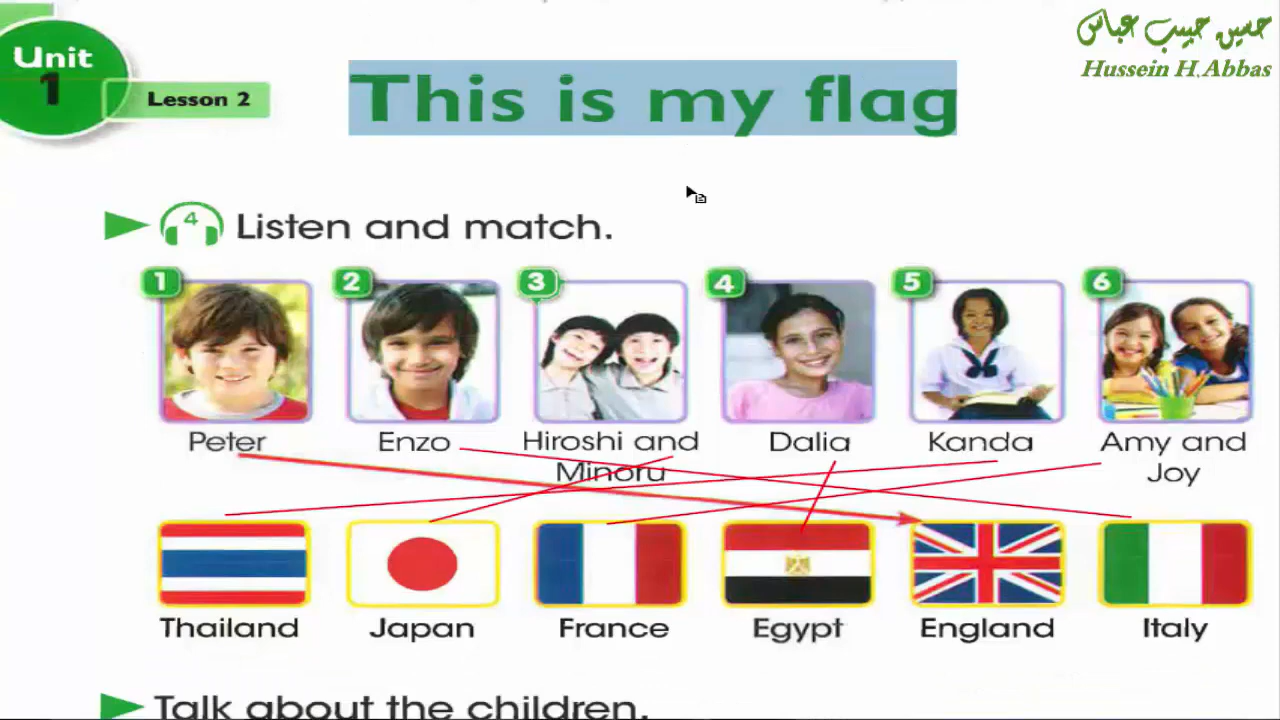 حسين حبيب عباس
Hussein H.Abbas
Unit
1
Lesson 2
This is my flag
4
Listen and match.
1 2 3 4 5 6
Peter Enzo Hiroshi and Minoru Dalia Kanda Amy and Joy
Thailand Japan France Egypt England Italy
Talk about the children.